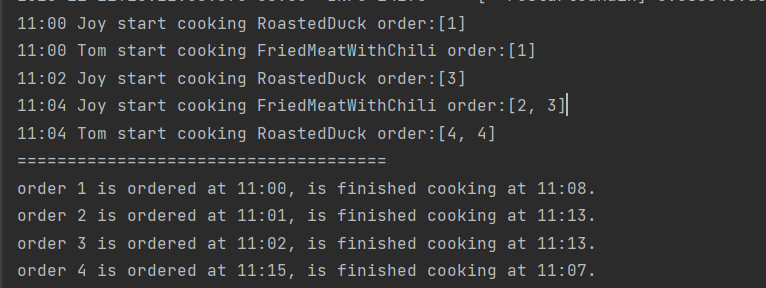 11:00 Joy start cooking RoastedDuck order:[1]
11:00 Tom start cooking FriedMeatWithChili order:[1]
11:02 Joy start cooking RoastedDuck order:[3]
11:04 Joy start cooking FriedMeatWithChili order:[2, 3]
11:04 Tom start cooking RoastedDuck order:[4, 4]
=====================================
order 1 is ordered at 11:00, is finished cooking at 11:08.
order 2 is ordered at 11:01, is finished cooking at 11:13.
order 3 is ordered at 11:02, is finished cooking at 11:13.
order 4 is ordered at 11:15, is finished cooking at 11:07.